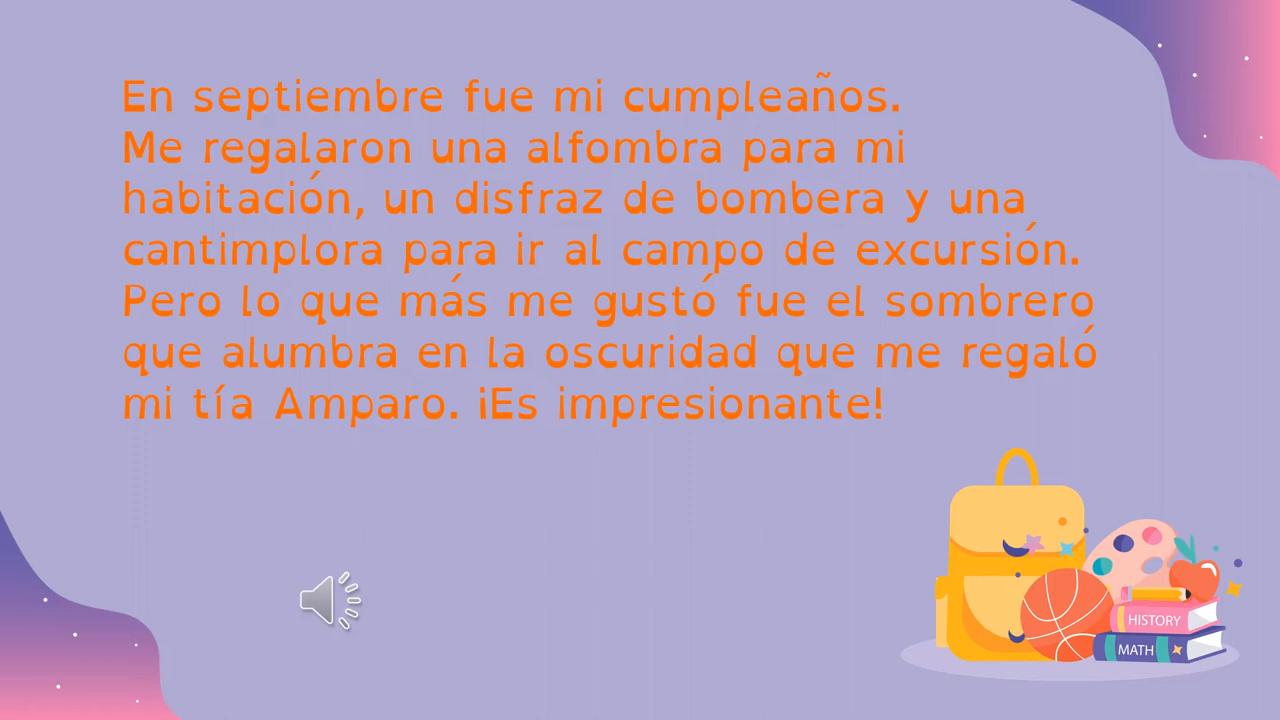 En septiembre fue mi cumpleaños.
Me regalaron una alfombra para mi
habitación, un disfraz de bombera y una
cantimplora para ir al campo de excursión.
Pero lo que más me gustó fue el sombrero
que alumbra en la oscuridad que me regaló
mi tía Amparo. ¡Es impresionante!
HISTORY
MATH